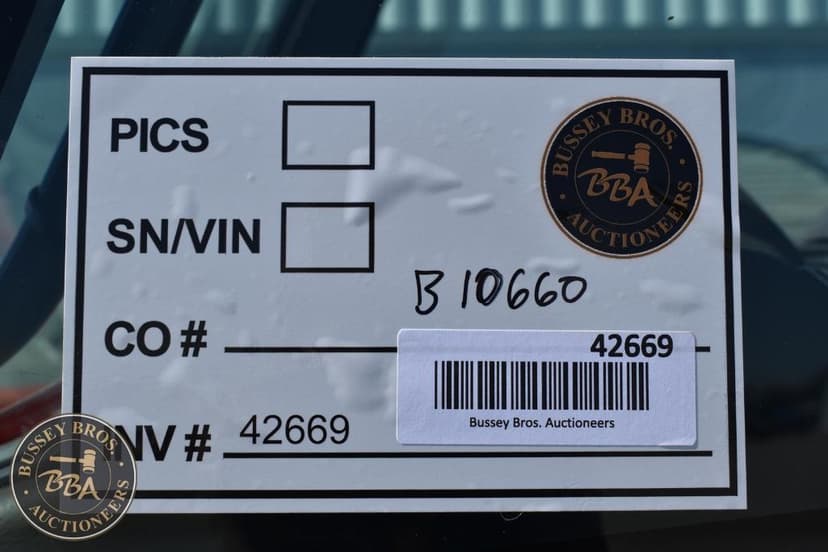 PICS
BUSSEY BROS.
BBA
AUCTIONEERS
SN/VIN
B10660
CO #
42669
Bussey Bros. Auctioneers
INV # 42669
BUSSEY BROS.
BBA
AUCTIONEERS